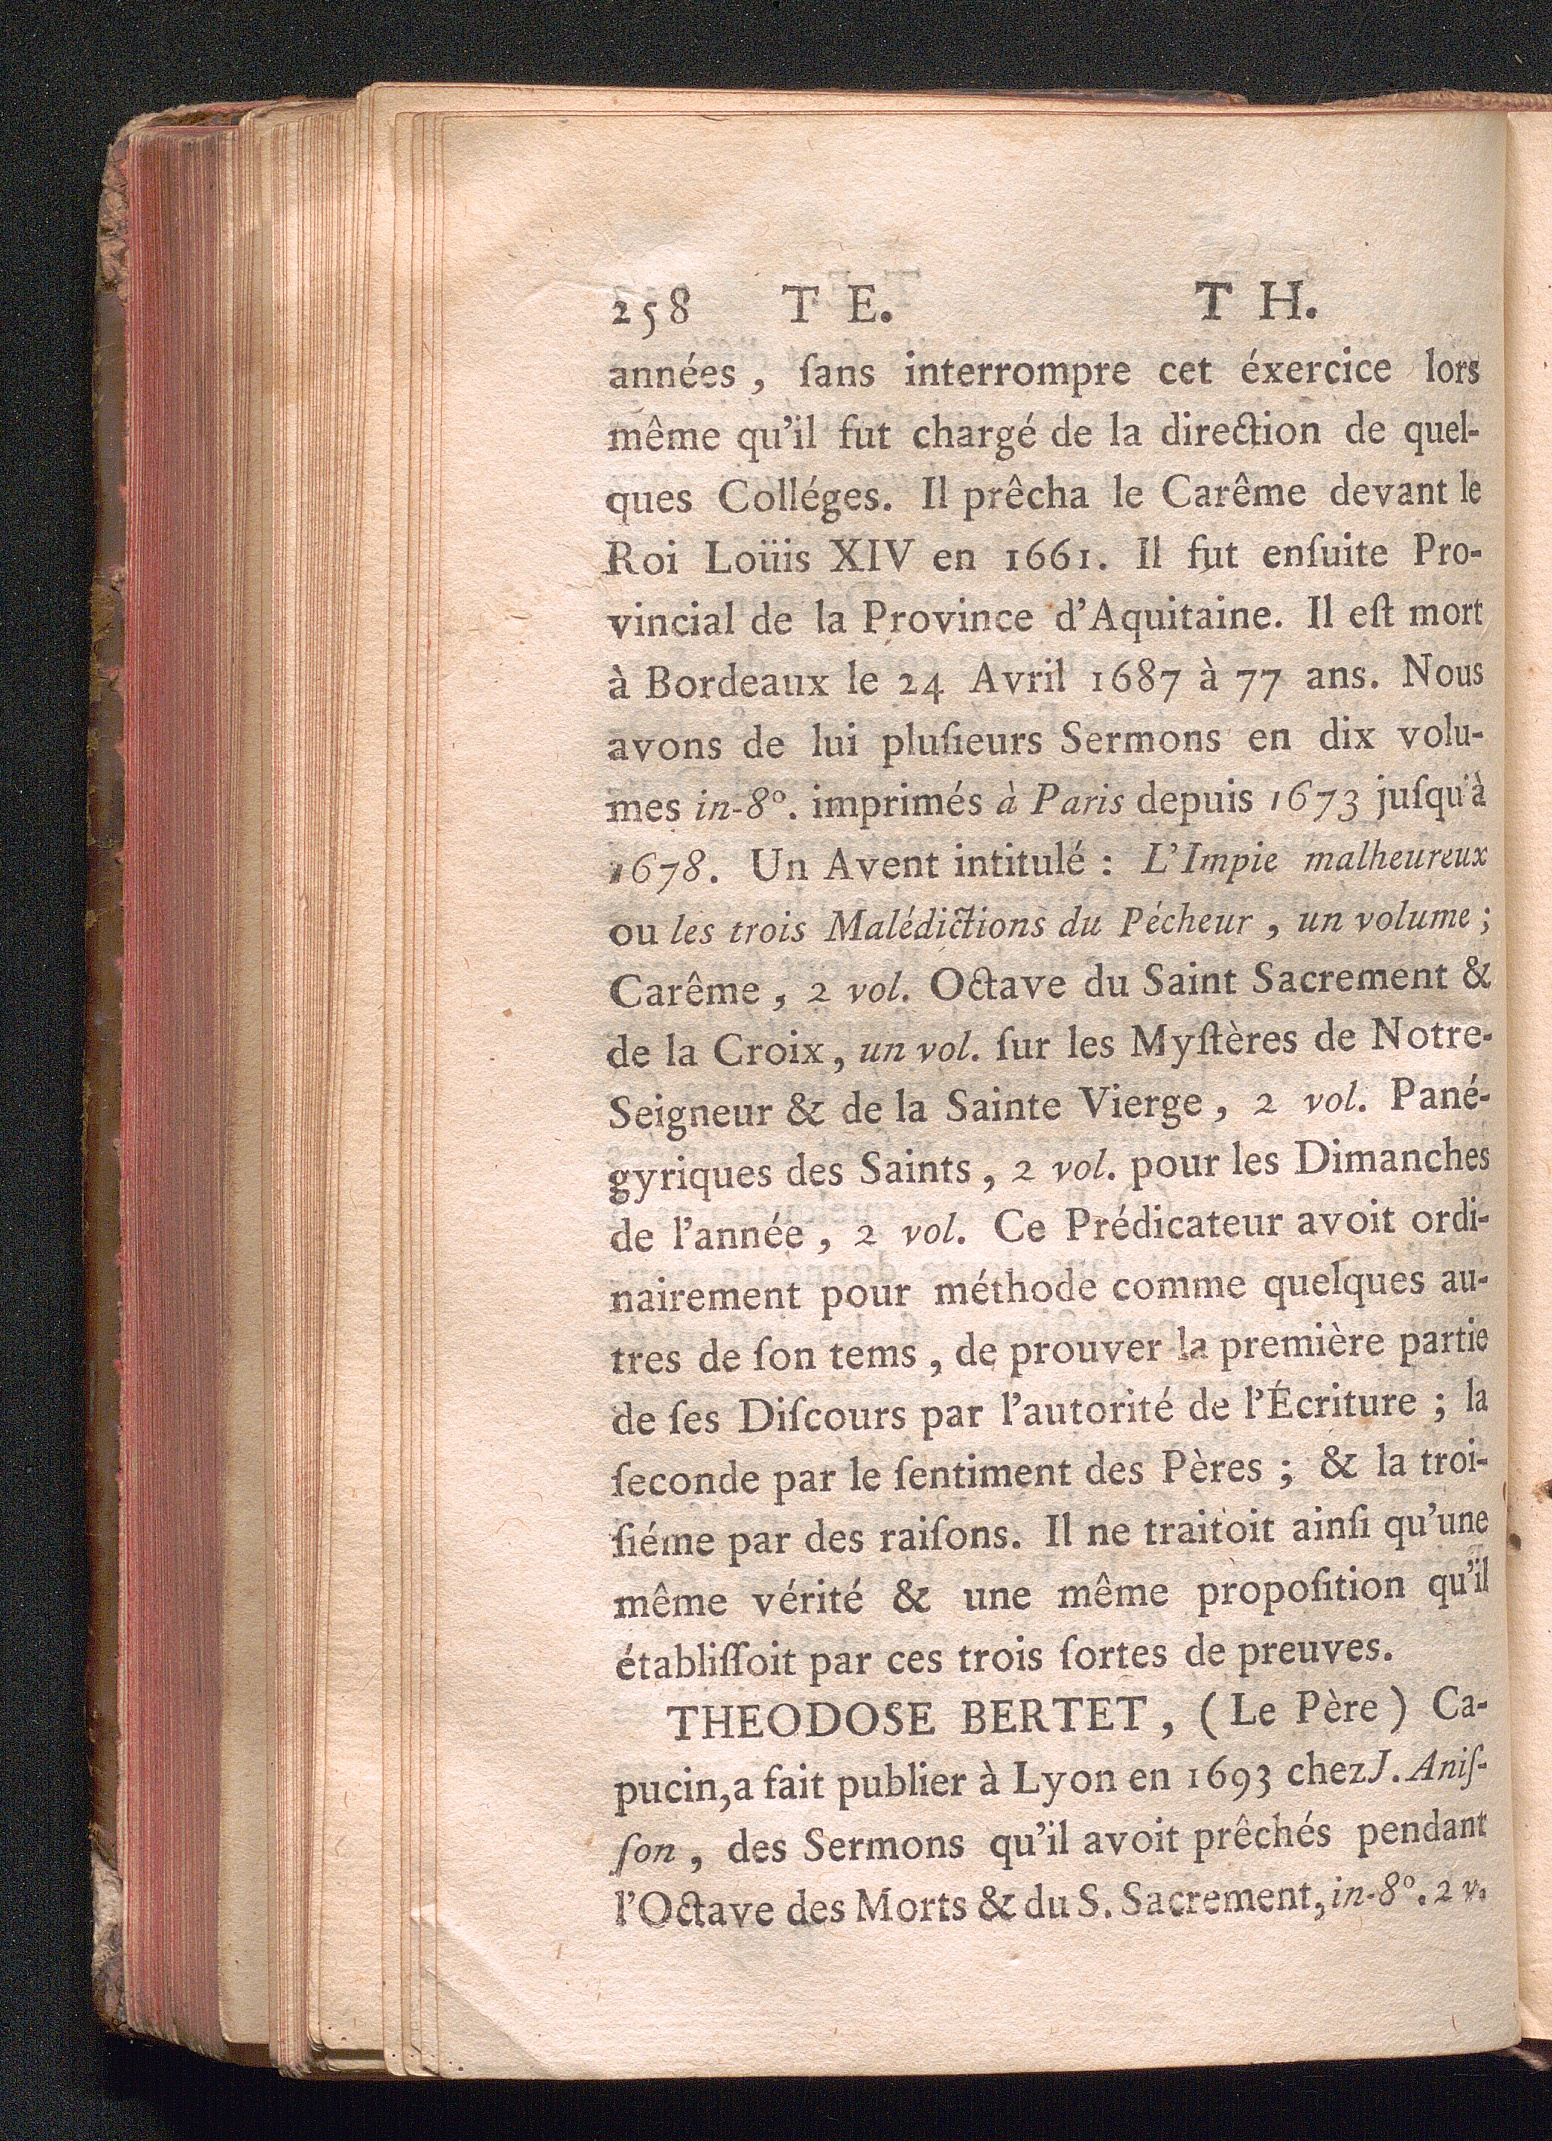 258 T E. T H.
années, ſans interrompre cet éxercice lors
même qu'il fut chargé de la direction de quel-
ques Colléges. Il prêcha le Carême devant le
Roi Loüis XIV en 1661. Il fut enſuite Pro-
vincial de la Province d'Aquitaine. Il eſt mort
à Bordeaux le 24 Avril 1687 à 77 ans. Nous
avons de lui pluſieurs Sermons en dix volu-
mes in-8°. imprimés à Paris depuis 1673 juſqu'à
1678. Un Avent intitulé : L'Impie malheureux
ou les trois Malédictions du Pécheur, un volume ;
Carême, 2 vol. Octave du Saint Sacrement &
de la Croix, un vol. ſur les Myſtères de Notre-
Seigneur & de la Sainte Vierge, 2 vol. Pané-
gyriques des Saints, 2 vol. pour les Dimanches
de l'année, 2 vol. Ce Prédicateur avoit ordi-
nairement pour méthode comme quelques au-
tres de ſon tems, de prouver la première partie
de ſes Diſcours par l'autorité de l'Écriture ; la
ſeconde par le ſentiment des Pères ; & la troi-
ſiéme par des raiſons. Il ne traitoit ainſi qu'une
même vérité & une même propoſition qu'il
établiſſoit par ces trois ſortes de preuves.
THEODOSE BERTET, (Le Père) Ca-
pucin, a fait publier à Lyon en 1693 chez J. Aniſ-
ſon, des Sermons qu'il avoit prêchés pendant
l'Octave des Morts & du S. Sacrement, in-8°. 2 v.